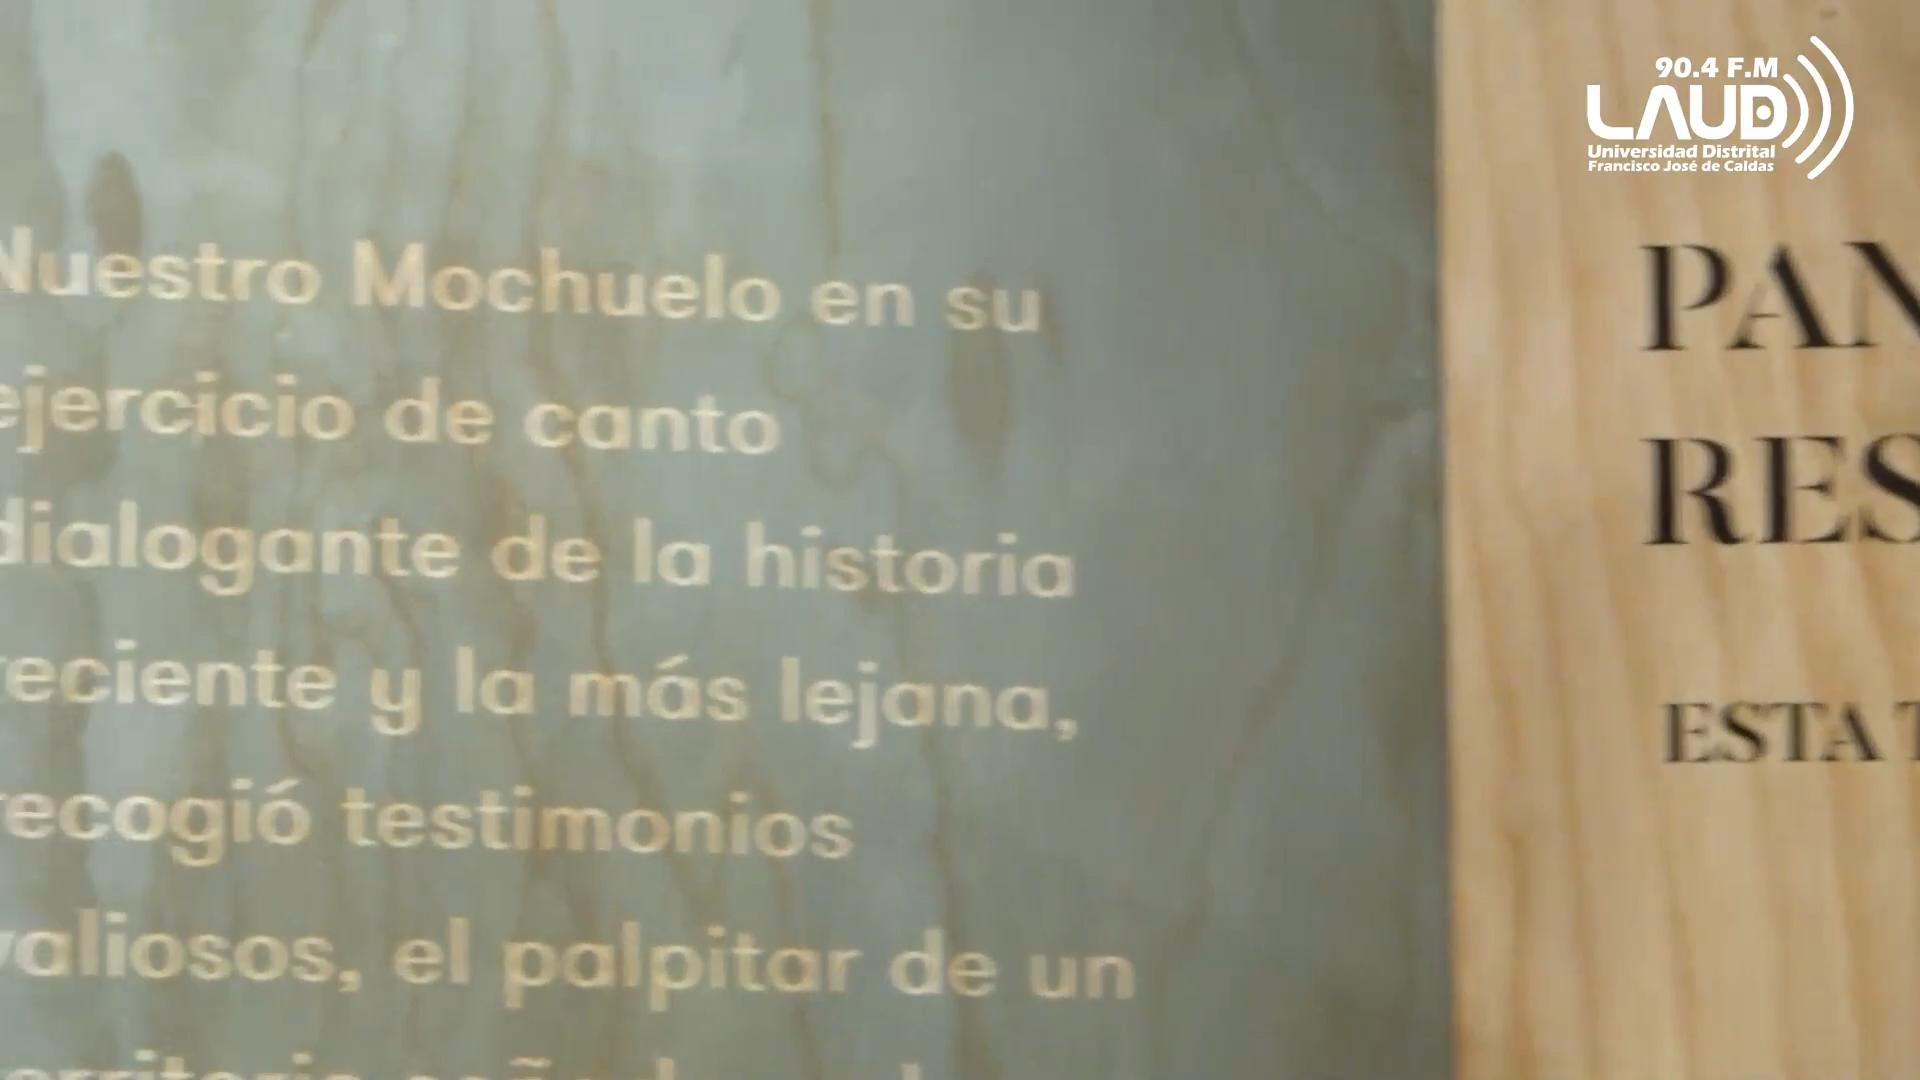 Nuestro Mochuelo en su
ejercicio de canto
dialogante de la historia
reciente y la más lejana,
recogió testimonios
valiosos, el palpitar de un
90.4 F.M
LAUD
Universidad Distrital
Francisco José de Caldas
PAN
RES
ESTA T